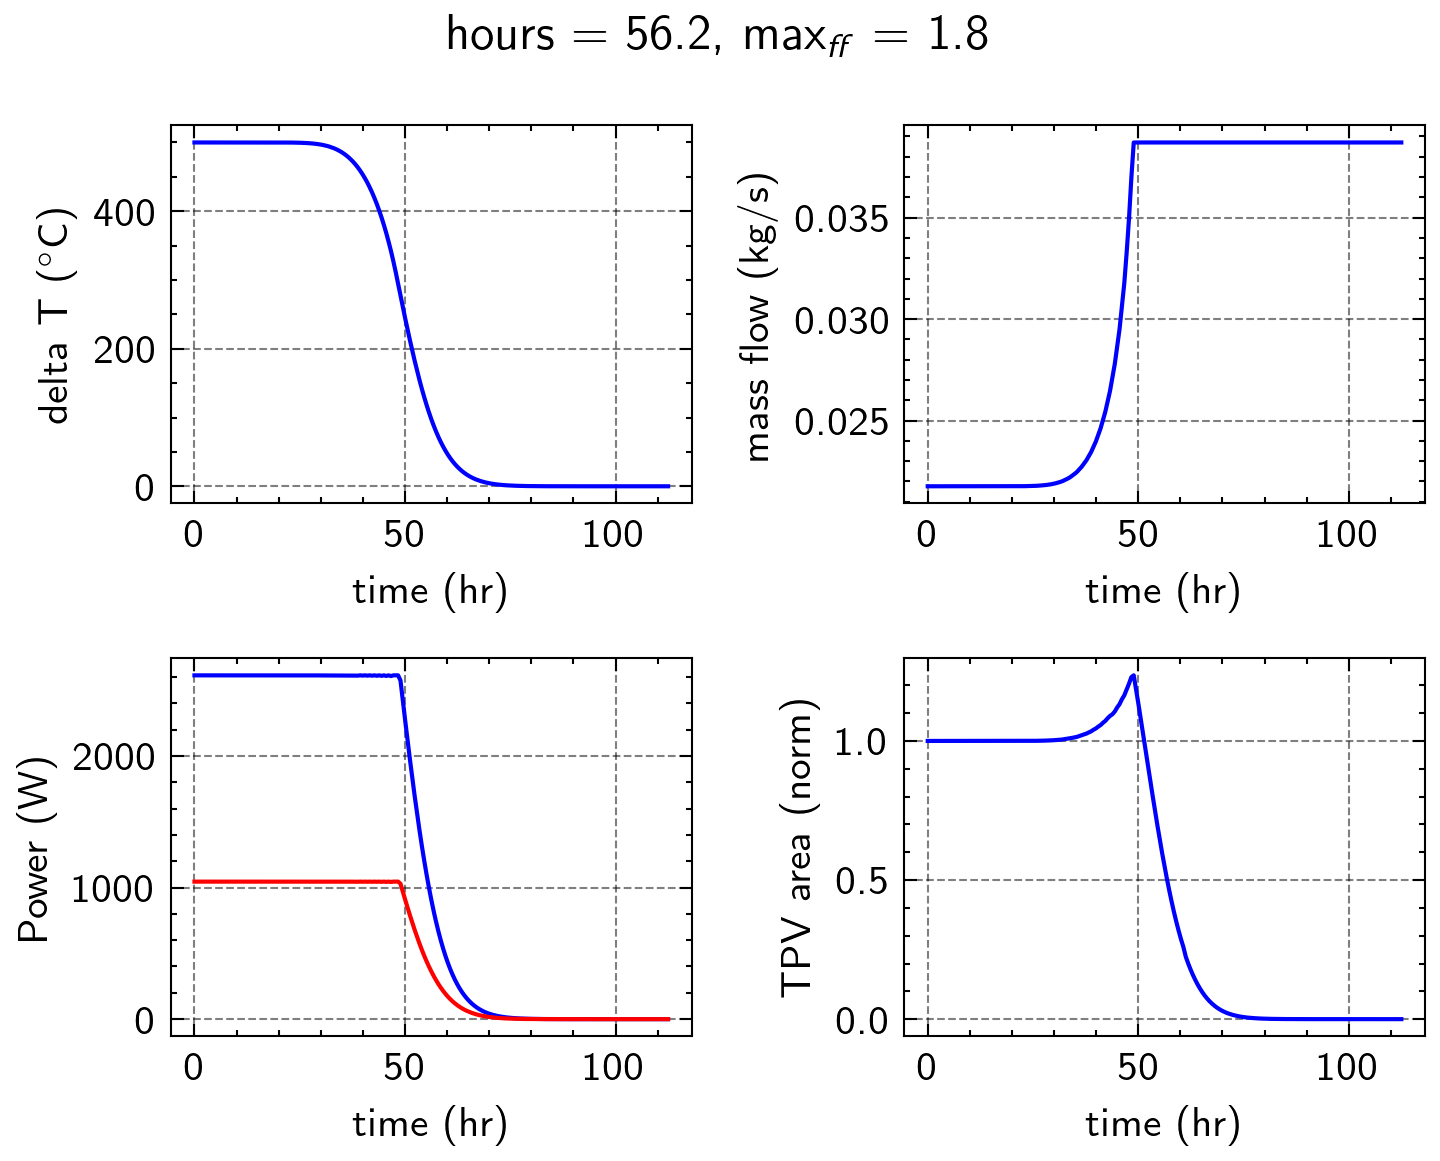 hours = 56.2, max_ff = 1.8
delta T (°C)
400
200
0
0 50 100
time (hr)
mass flow (kg/s)
0.035
0.030
0.025
0 50 100
time (hr)
Power (W)
2000
1000
0
0 50 100
time (hr)
TPV area (norm)
1.0
0.5
0.0
0 50 100
time (hr)